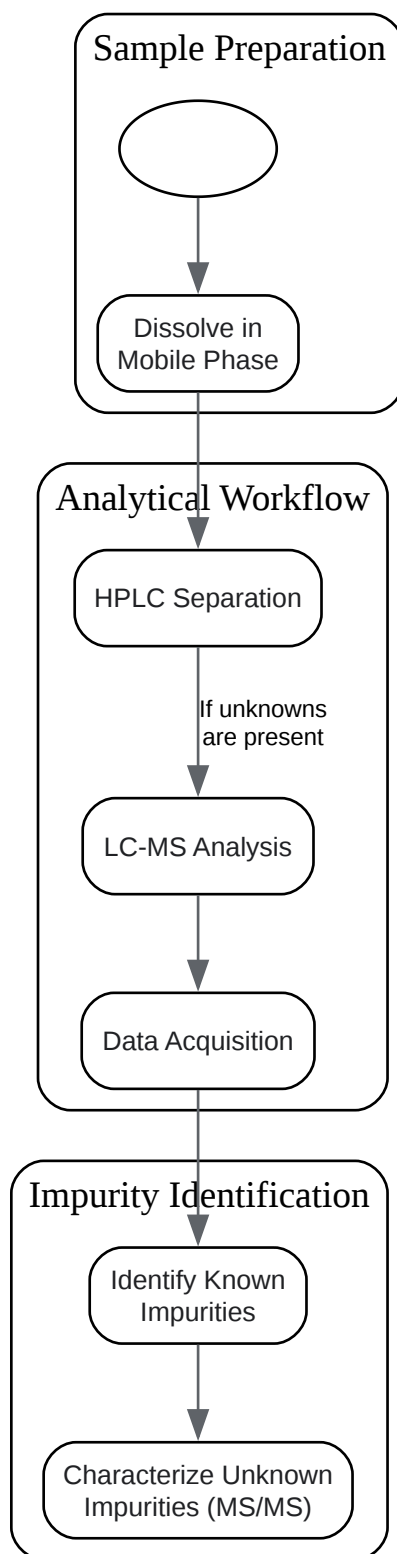 Sample Preparation
Dissolve in
Mobile Phase
Analytical Workflow
HPLC Separation
If unknowns
are present
LC-MS Analysis
Data Acquisition
Impurity Identification
Identify Known
Impurities
Characterize Unknown
Impurities (MS/MS)